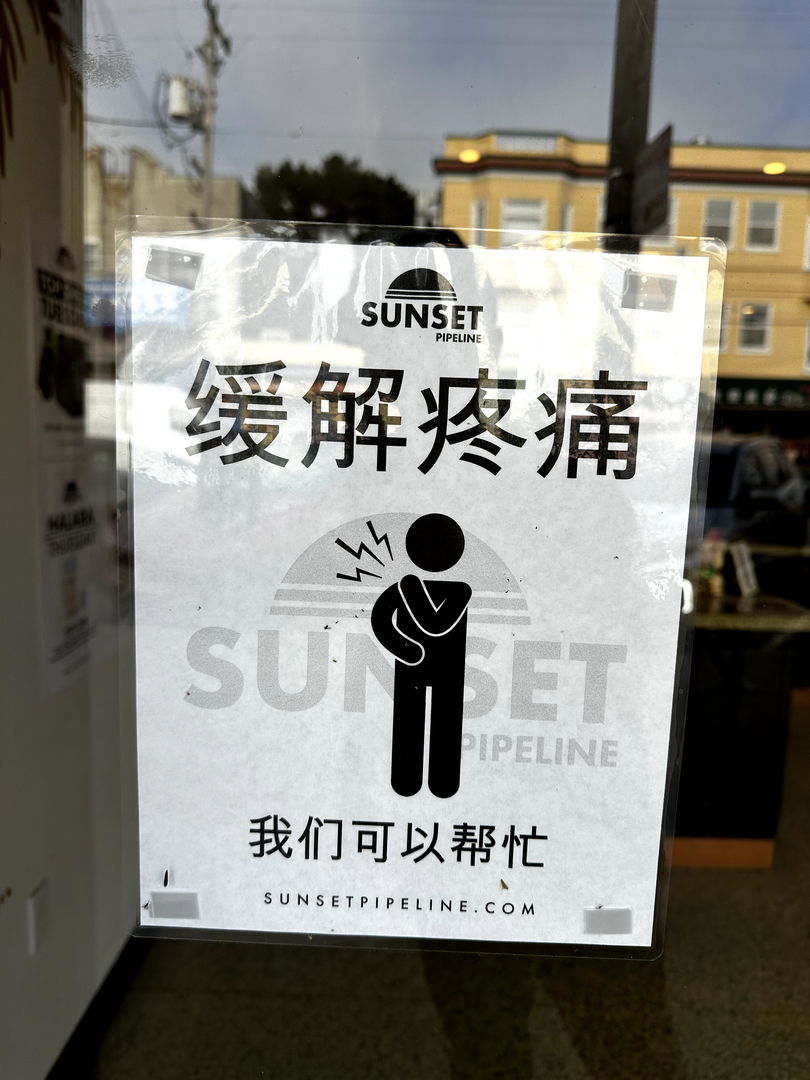 SUNSET
PIPELINE
缓解疼痛
SUNSET
PIPELINE
我们可以帮忙
SUNSETPIPELINE.COM